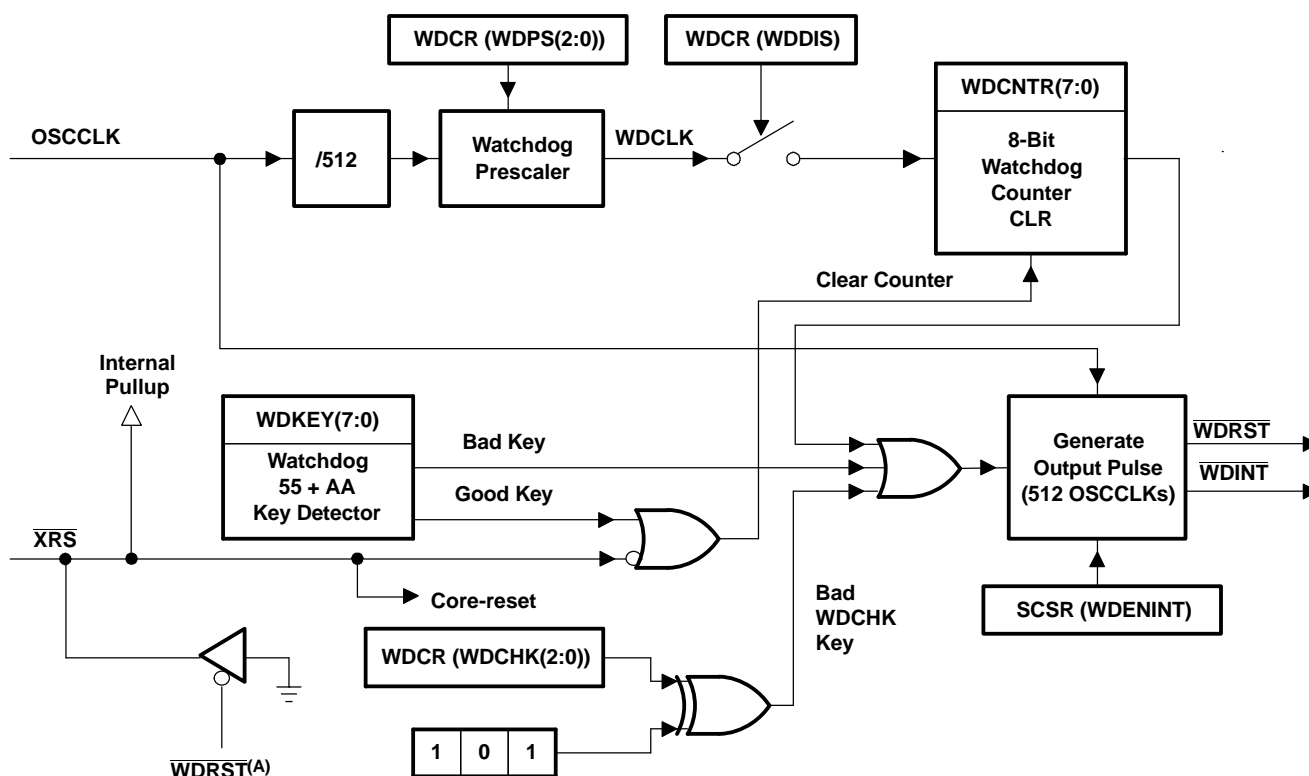 WDCR (WDPS(2:0))
WDCR (WDDIS)
WDCNTR(7:0)
OSCCLK
/512
Watchdog
Prescaler
WDCLK
8-Bit
Watchdog
Counter
CLR
Clear Counter
Internal
Pullup
WDKEY(7:0)
Watchdog
55 + AA
Key Detector
Bad Key
Good Key
Generate
Output Pulse
(512 OSCCLKs)
WDRST
WDINT
XRS
Core-reset
Bad
WDCHK
Key
SCSR (WDENINT)
WDCR (WDCHK(2:0))
1 0 1
WDRST(A)